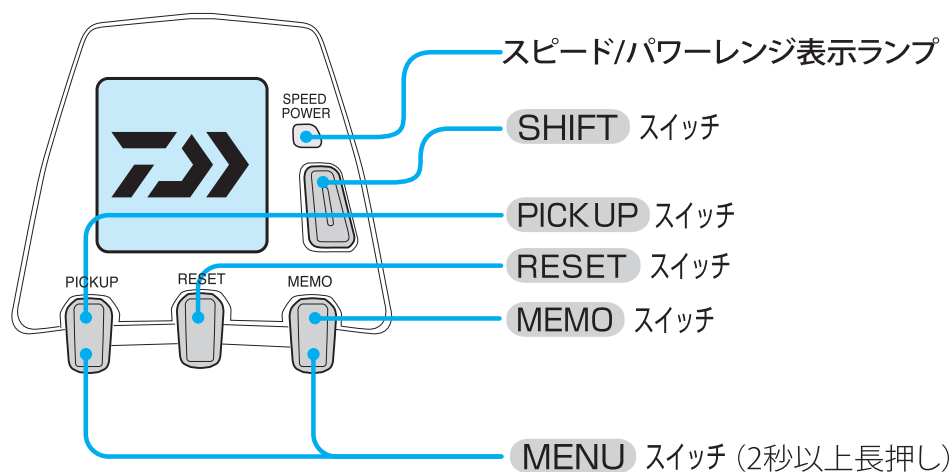 スピード/パワーレンジ表示ランプ
SPEED
POWER
SHIFT スイッチ
PICK UP スイッチ
RESET スイッチ
MEMO スイッチ
PICKUP
RESET
MEMO
MENU スイッチ (2秒以上長押し)